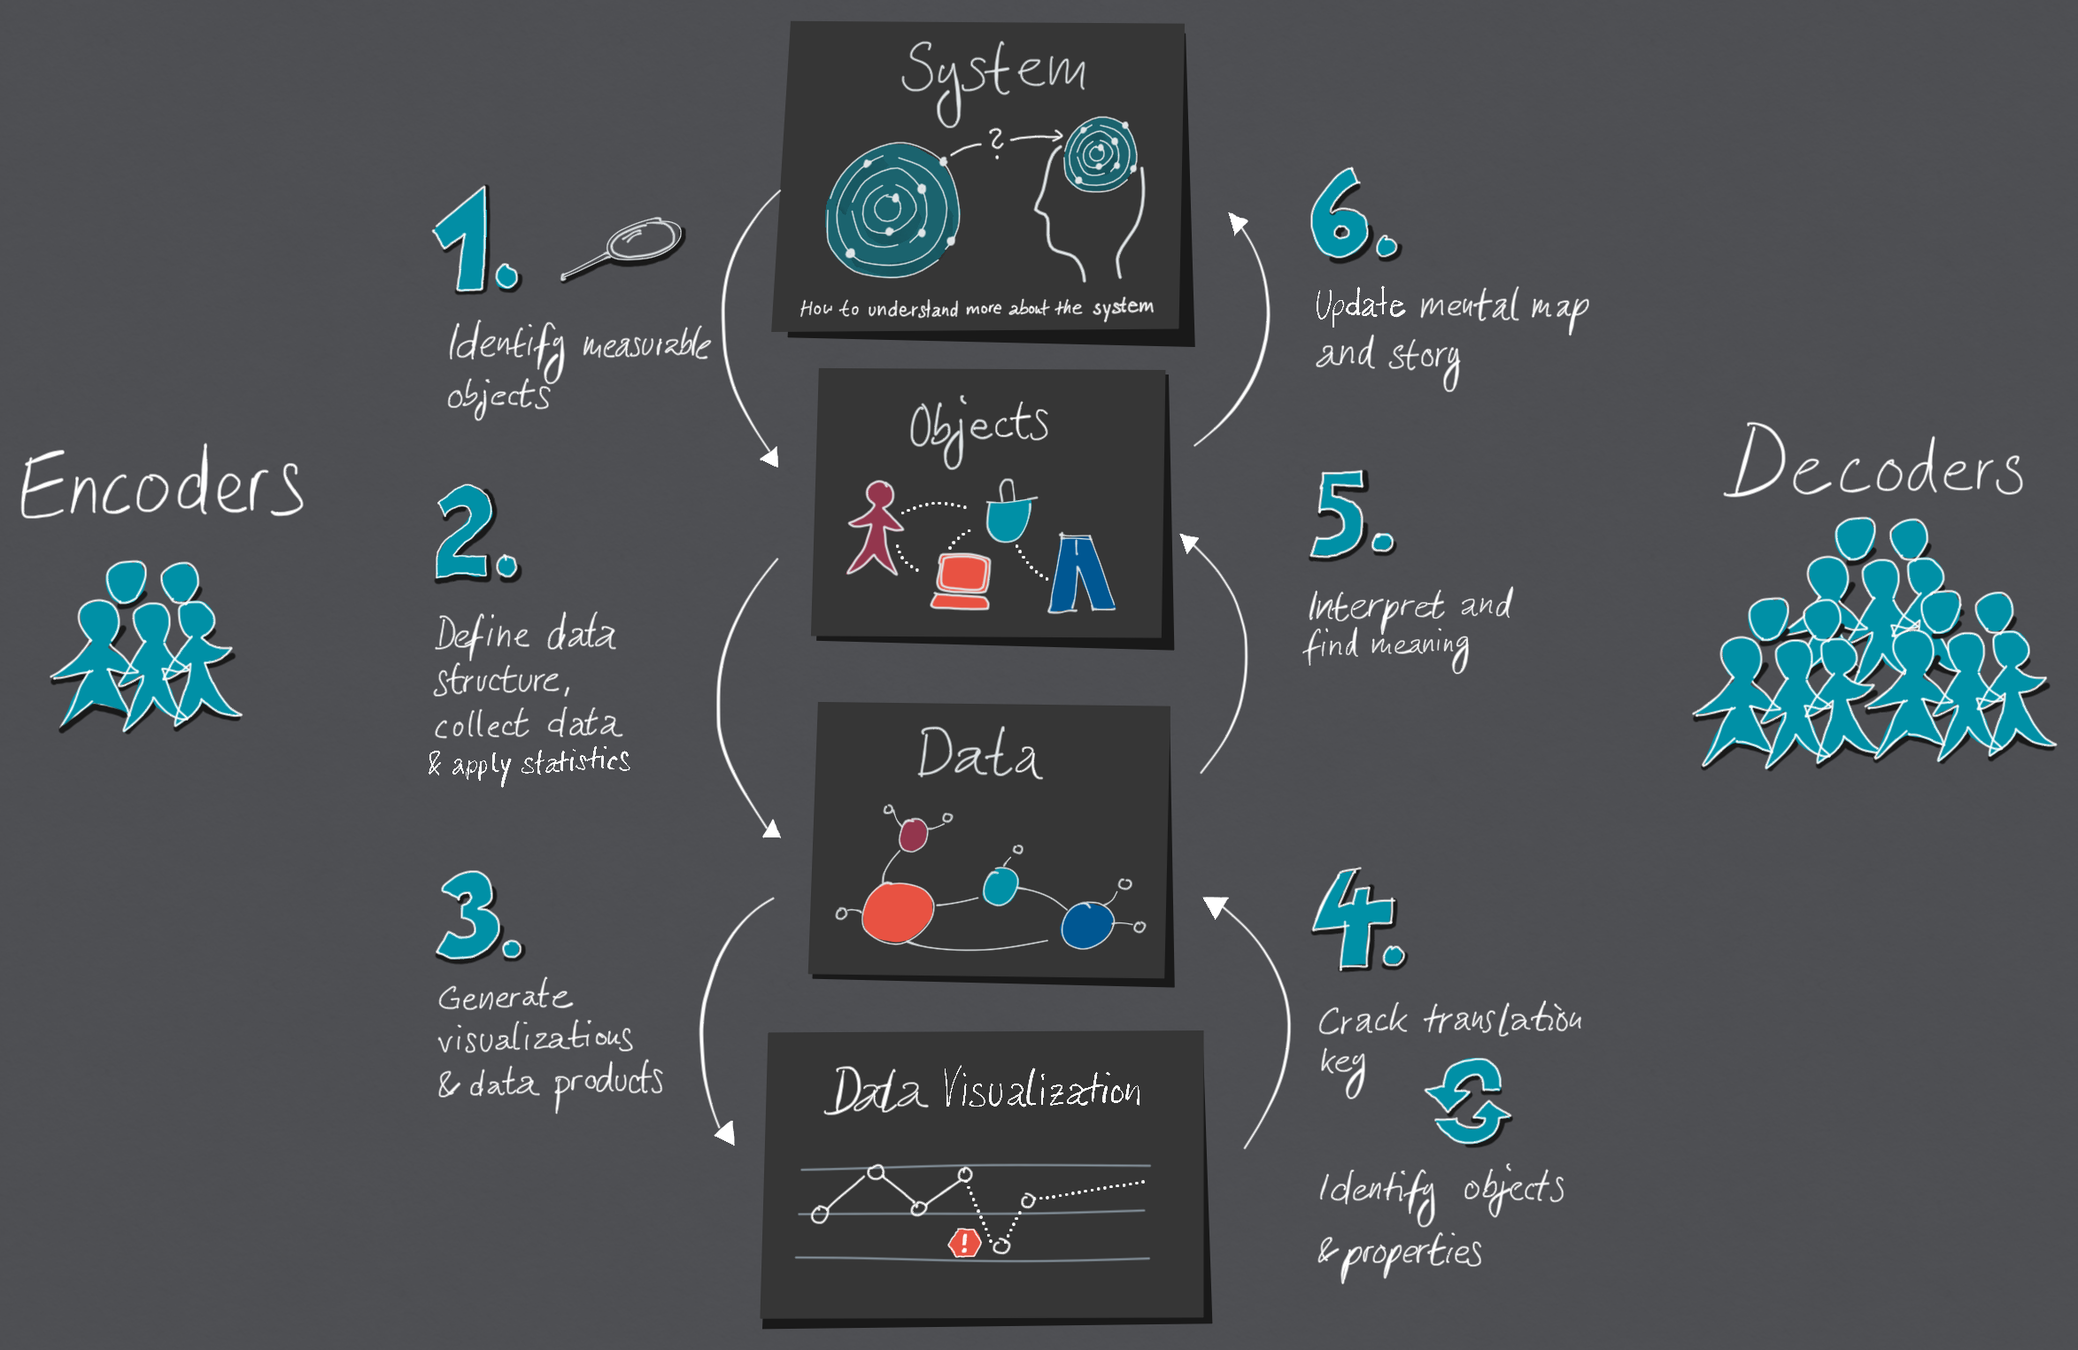 System
?
How to understand more about the system
1.
Identify measurable
objects
Encoders
2.
Define data
structure,
collect data
& apply statistics
3.
Generate
visualizations
& data products
Objects
Data
Data Visualization
!
6.
Update mental map
and story
5.
Interpret and
find meaning
Decoders
4.
Crack translation
key
Identify objects
& properties